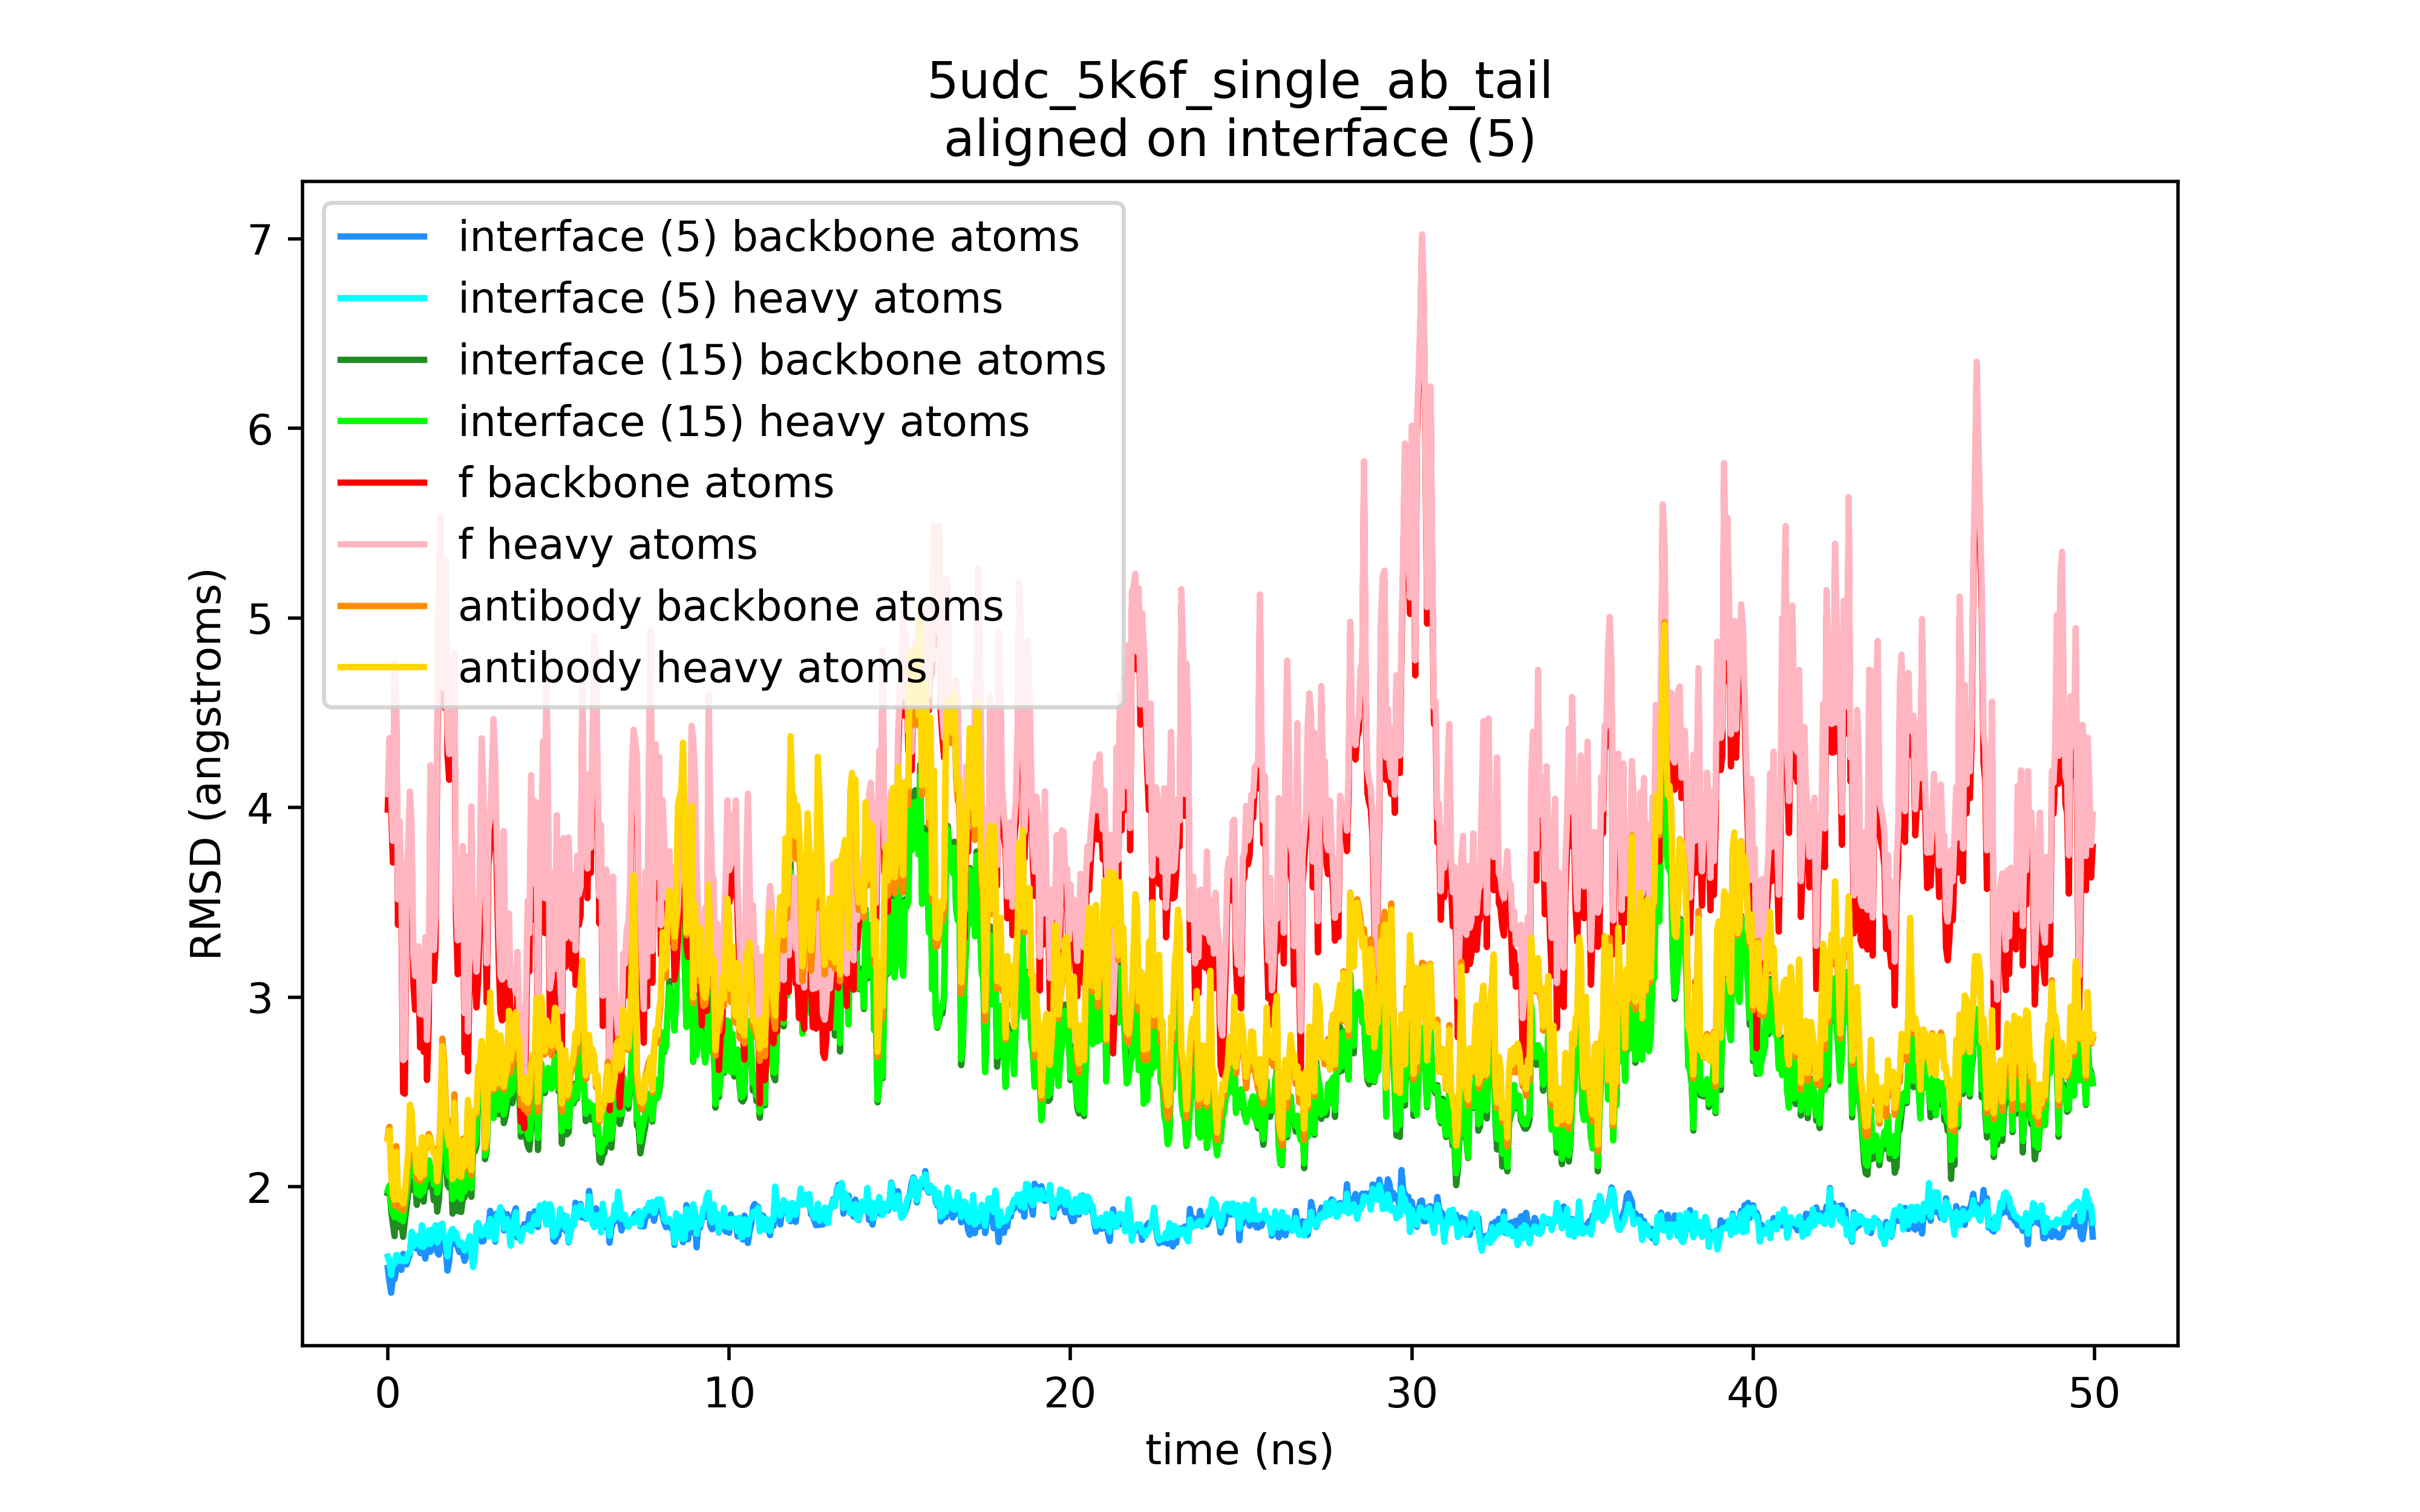 5udc_5k6f_single_ab_tail
aligned on interface (5)
interface (5) backbone atoms
interface (5) heavy atoms
interface (15) backbone atoms
interface (15) heavy atoms
f backbone atoms
f heavy atoms
antibody backbone atoms
antibody heavy atoms
RMSD (angstroms)
7
6
5
4
3
2
0 10 20 30 40 50
time (ns)